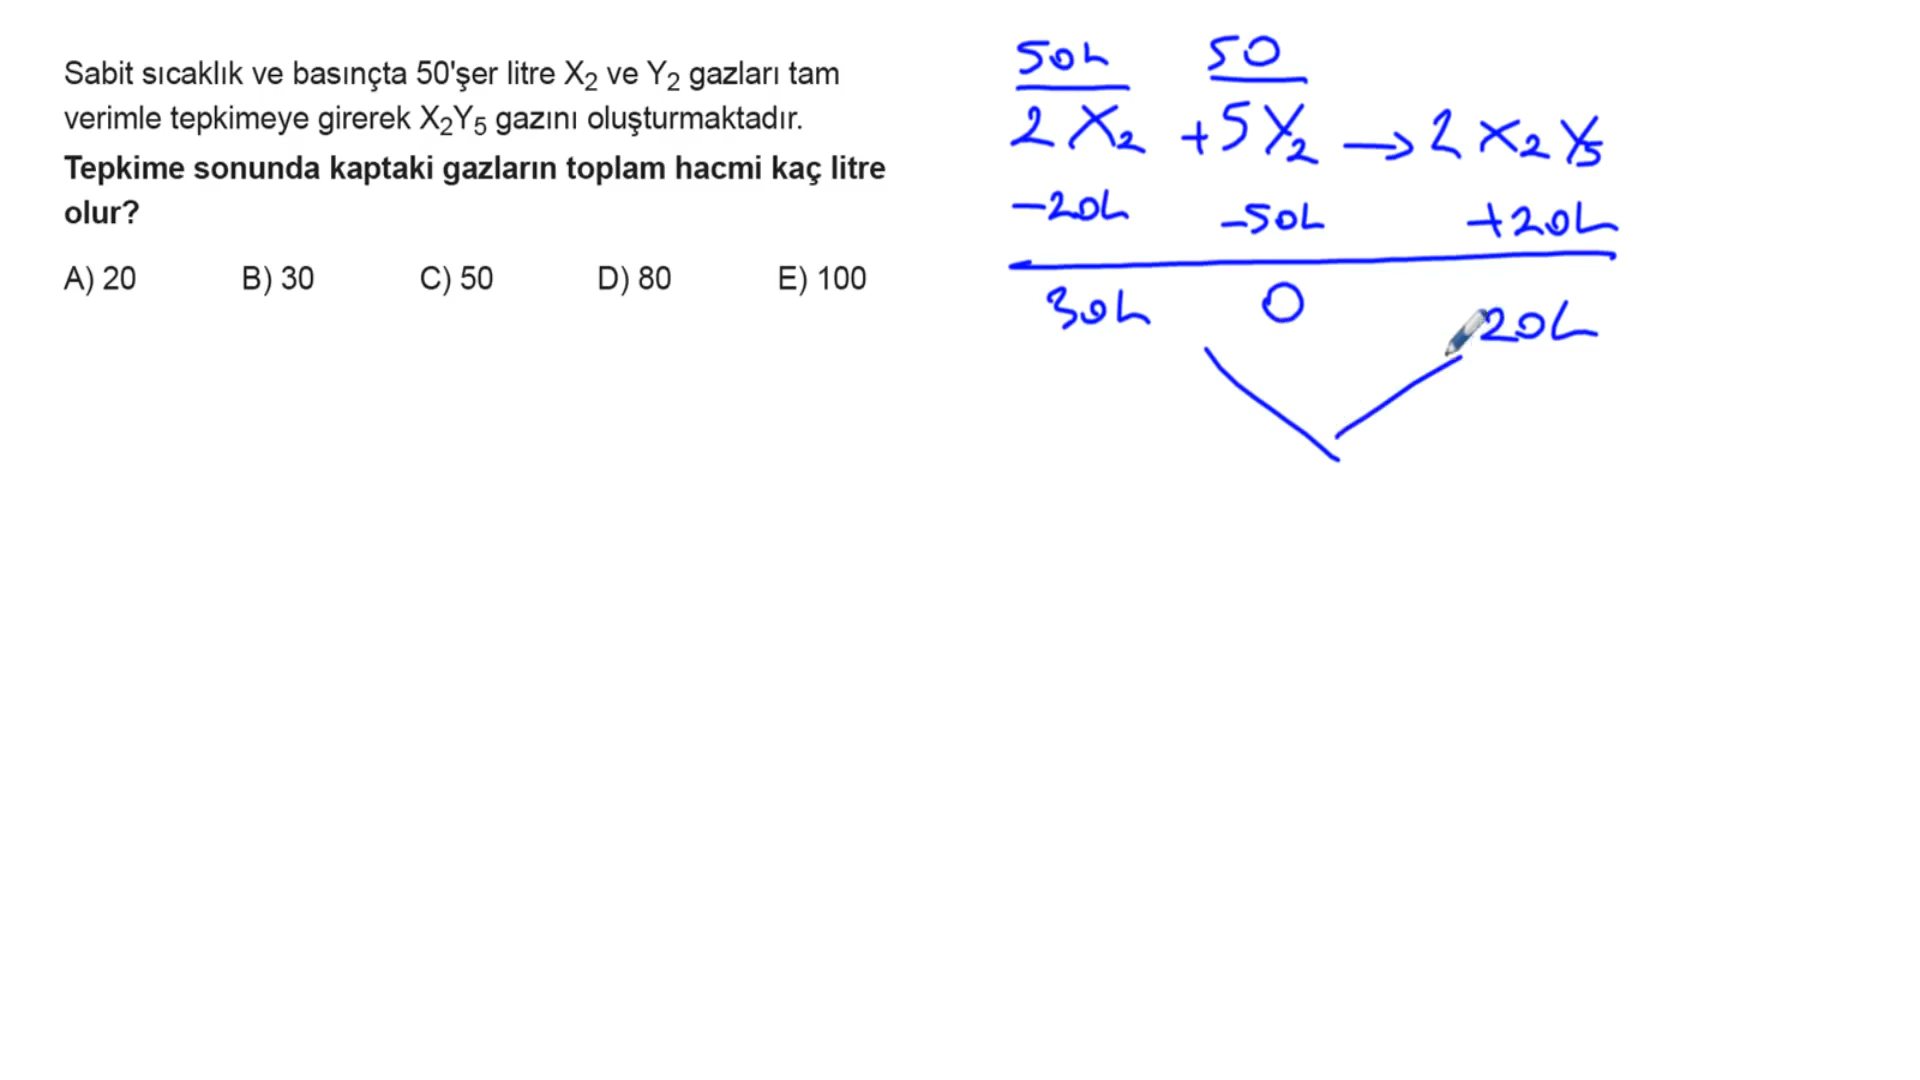 Sabit sıcaklık ve basınçta 50'şer litre X₂ ve Y₂ gazları tam
verimle tepkimeye girerek X₂Y₅ gazını oluşturmaktadır.
Tepkime sonunda kaptaki gazların toplam hacmi kaç litre
olur?
A) 20 B) 30 C) 50 D) 80 E) 100
50L 50
2X₂ + 5Y₂ → 2X₂Y₅
-20L -50L +20L
30L 0 20L